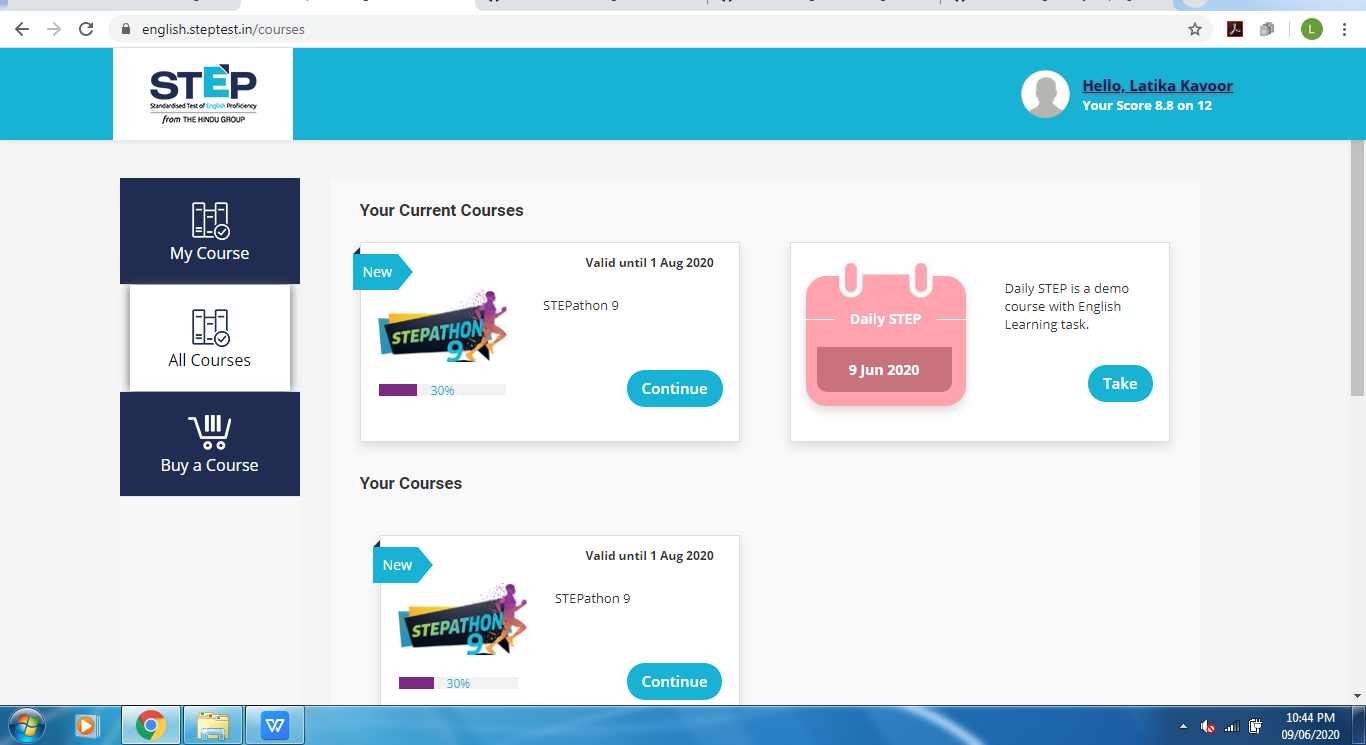 english.steptest.in/courses
L
STEP
Standardised Test of English Proficiency
from THE HINDU GROUP
Hello, Latika Kavoor
Your Score 8.8 on 12
My Course
All Courses
Buy a Course
Your Current Courses
New
Valid until 1 Aug 2020
STEPATHON
9
STEPathon 9
30%
Continue
Daily STEP
9 Jun 2020
Daily STEP is a demo
course with English
Learning task.
Take
Your Courses
New
Valid until 1 Aug 2020
STEPATHON
9
STEPathon 9
30%
Continue
W
10:44 PM
09/06/2020